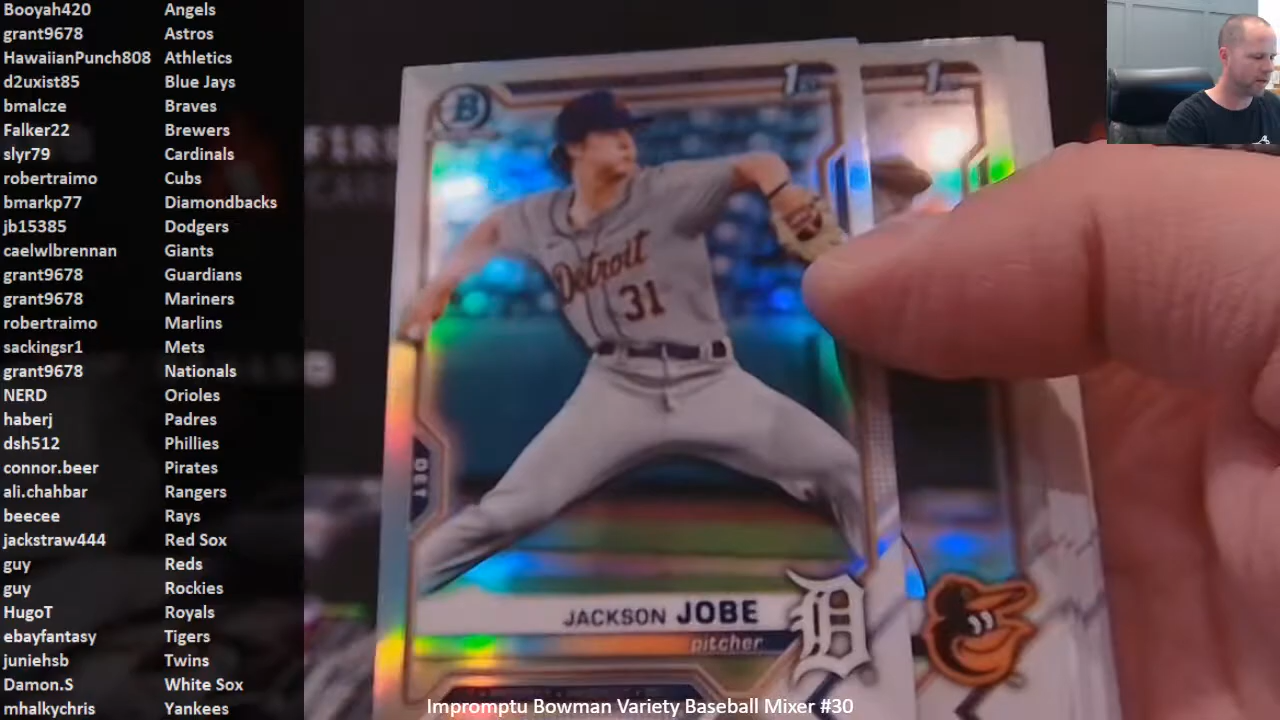 Booyah420 Angels
grant9678 Astros
HawaiianPunch808 Athletics
d2uxist85 Blue Jays
bmalcze Braves
Falker22 Brewers
slyr79 Cardinals
robertraimo Cubs
bmarkp77 Diamondbacks
jb15385 Dodgers
caelwlbrennan Giants
grant9678 Guardians
grant9678 Mariners
robertraimo Marlins
sackingsr1 Mets
grant9678 Nationals
NERD Orioles
haberj Padres
dsh512 Phillies
connor.beer Pirates
ali.chahbar Rangers
beecee Rays
jackstraw444 Red Sox
guy Reds
guy Rockies
HugoT Royals
ebayfantasy Tigers
juniehsb Twins
Damon.S White Sox
mhalkychris Yankees
B
1st
1st
Detroit
31
DET
JACKSON JOBE
pitcher
D
Impromptu Bowman Variety Baseball Mixer #30